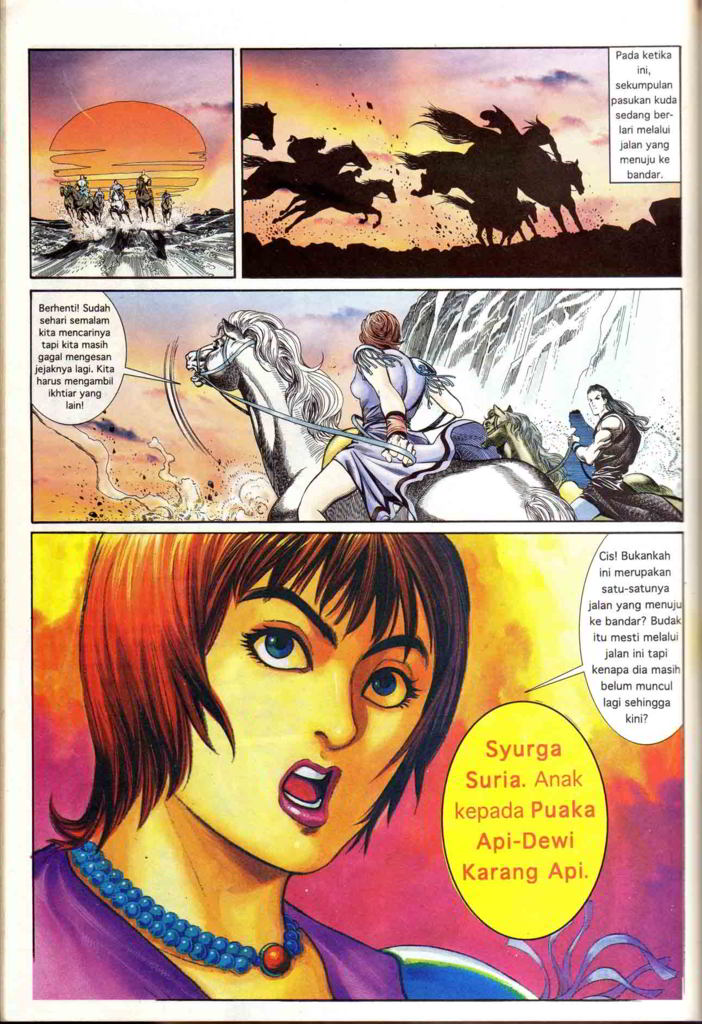 Pada ketika
ini,
sekumpulan
pasukan kuda
sedang ber-
lari melalui
jalan yang
menuju ke
bandar.
Berhenti! Sudah
sehari semalam
kita mencarinya
tapi kita masih
gagal mengesan
jejaknya lagi. Kita
harus mengambil
ikhtiar yang
lain!
Cis! Bukankah
ini merupakan
satu-satunya
jalan yang menuju
ke bandar? Budak
itu mesti melalui
jalan ini tapi
kenapa dia masih
belum muncul
lagi sehingga
kini?
Syurga
Suria. Anak
kepada Puaka
Api-Dewi
Karang Api.